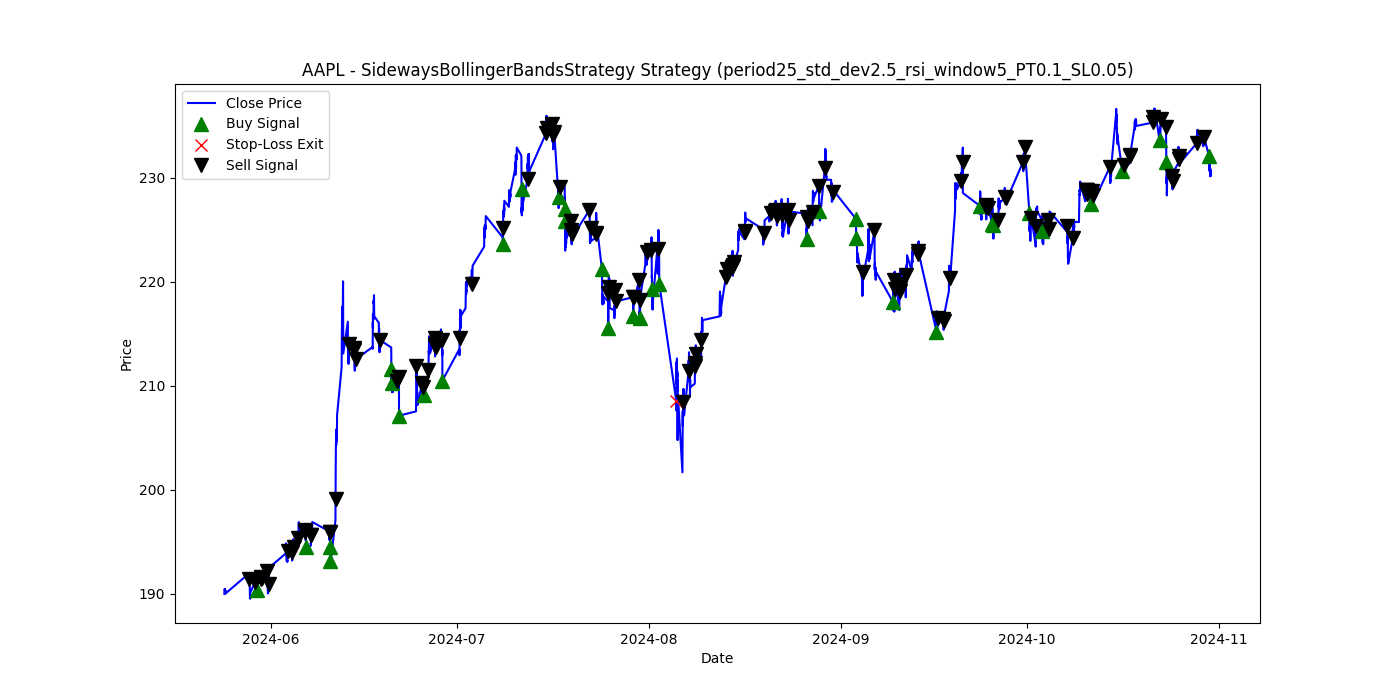 AAPL - SidewaysBollingerBandsStrategy Strategy (period25_std_dev2.5_rsi_window5_PT0.1_SL0.05)
Close Price
Buy Signal
Stop-Loss Exit
Sell Signal
230
220
210
200
190
Price
2024-06 2024-07 2024-08 2024-09 2024-10 2024-11
Date